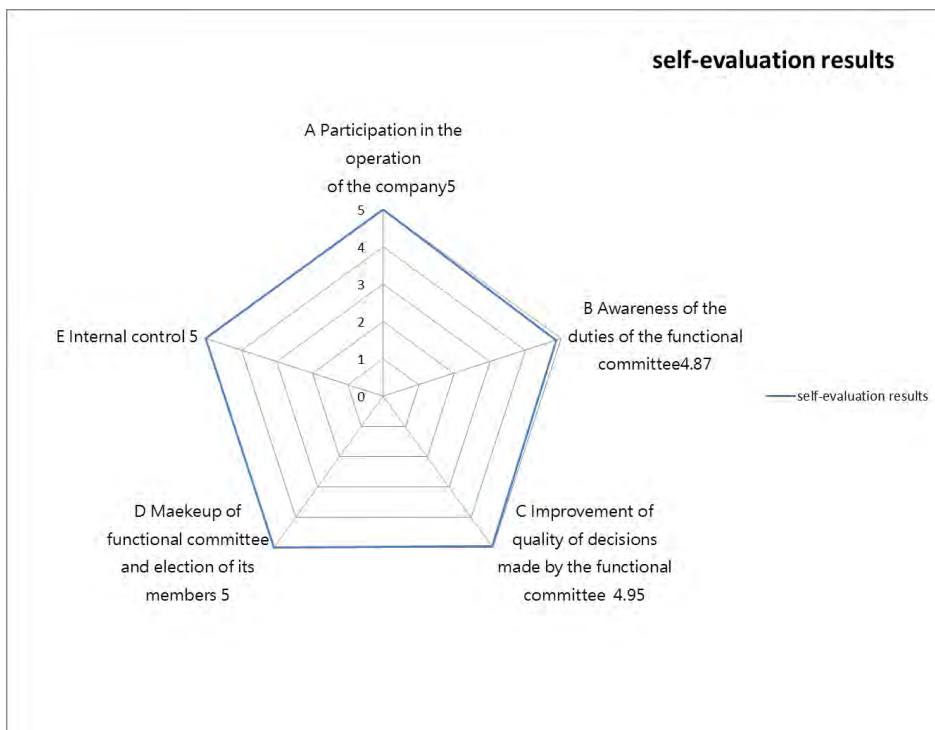 self-evaluation results
A Participation in the
operation
of the company5
5
4
3
2
1
0
B Awareness of the
duties of the functional
committee4.87
E Internal control 5
self-evaluation results
D Maekeup of
functional committee
and election of its
members 5
C Improvement of
quality of decisions
made by the functional
committee 4.95